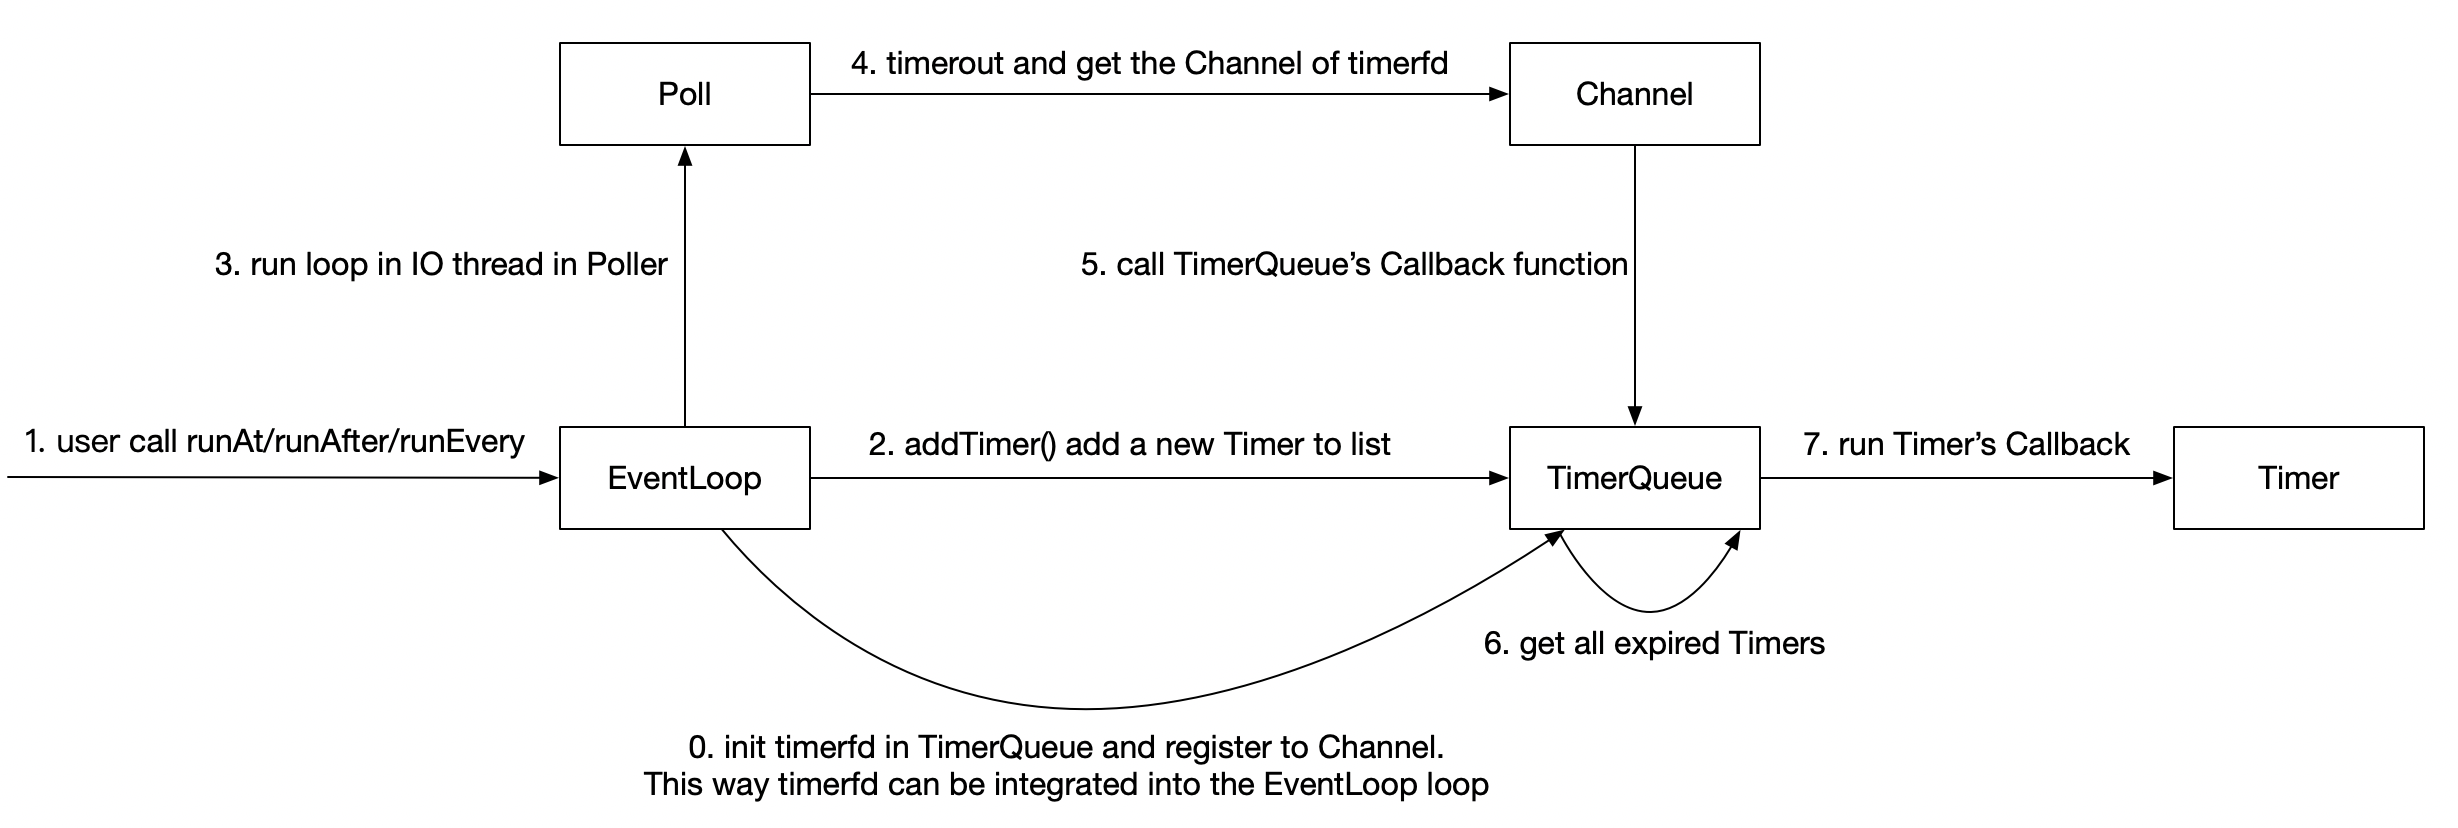 Poll
4. timerout and get the Channel of timerfd
Channel
3. run loop in IO thread in Poller
5. call TimerQueue’s Callback function
1. user call runAt/runAfter/runEvery
EventLoop
2. addTimer() add a new Timer to list
TimerQueue
7. run Timer’s Callback
Timer
6. get all expired Timers
0. init timerfd in TimerQueue and register to Channel.
This way timerfd can be integrated into the EventLoop loop